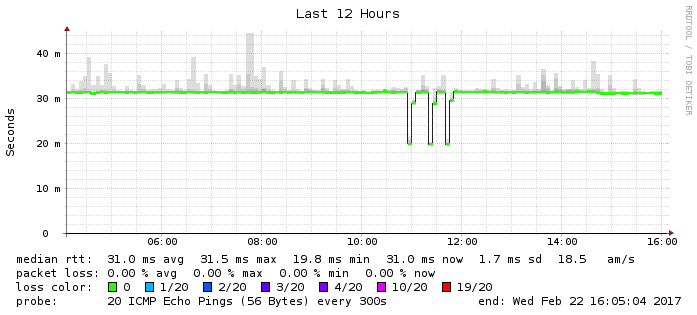 Last 12 Hours
RRDTOOL / TOBI OETIKER
Seconds
40 m
30 m
20 m
10 m
0
06:00 08:00 10:00 12:00 14:00 16:00
median rtt: 31.0 ms avg 31.5 ms max 19.8 ms min 31.0 ms now 1.7 ms sd 18.5 am/s
packet loss: 0.00 % avg 0.00 % max 0.00 % min 0.00 % now
loss color: 0 1/20 2/20 3/20 4/20 10/20 19/20
probe: 20 ICMP Echo Pings (56 Bytes) every 300s end: Wed Feb 22 16:05:04 2017